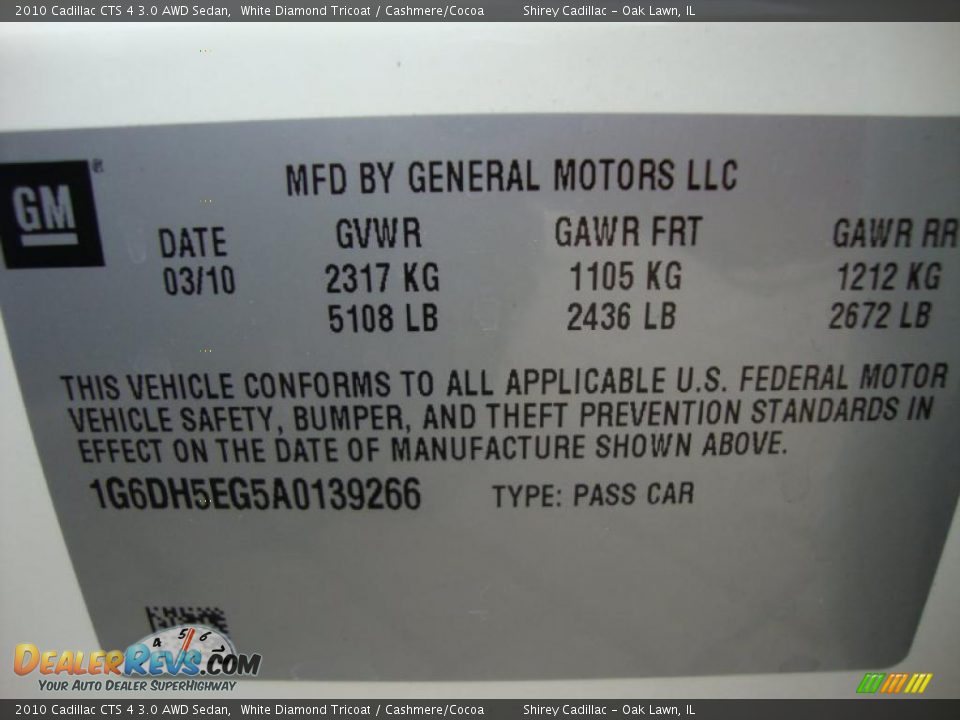 2010 Cadillac CTS 4 3.0 AWD Sedan, White Diamond Tricoat / Cashmere/Cocoa Shirey Cadillac - Oak Lawn, IL
GM ®
MFD BY GENERAL MOTORS LLC
DATE GVWR GAWR FRT GAWR RR
03/10 2317 KG 1105 KG 1212 KG
5108 LB 2436 LB 2672 LB
THIS VEHICLE CONFORMS TO ALL APPLICABLE U.S. FEDERAL MOTOR
VEHICLE SAFETY, BUMPER, AND THEFT PREVENTION STANDARDS IN
EFFECT ON THE DATE OF MANUFACTURE SHOWN ABOVE.
1G6DH5EG5A0139266 TYPE: PASS CAR
4 5 6 7
DEALERREVS.COM
YOUR AUTO DEALER SUPERHIGHWAY
2010 Cadillac CTS 4 3.0 AWD Sedan, White Diamond Tricoat / Cashmere/Cocoa Shirey Cadillac - Oak Lawn, IL